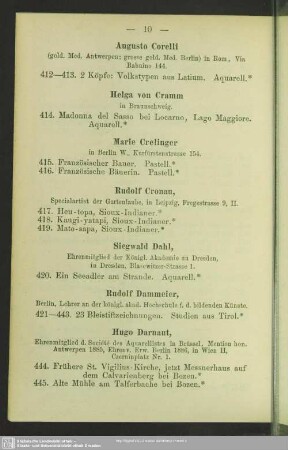 — 10 —
Augusto Corelli
(gold. Med. Antwerpen; grosse gold. Med. Berlin) in Rom, Via
Babuino 144.
412—413. 2 Köpfe: Volkstypen aus Latium. Aquarell.*
Helga von Cramm
in Braunschweig.
414. Madonna del Sasso bei Locarno, Lago Maggiore.
Aquarell.*
Marie Crelinger
in Berlin W., Kurfürstenstrasse 154.
415. Französischer Bauer. Pastell.*
416. Französische Bäuerin. Pastell.*
Rudolf Cronau,
Specialartist der Gartenlaube, in Leipzig, Fregestrasse 9, II.
417. Heu-topa, Sioux-Indianer.*
418. Kangi-yatapi, Sioux-Indianer.*
419. Mato-sapa, Sioux-Indianer.*
Siegwald Dahl,
Ehrenmitglied der Königl. Akademie zu Dresden,
in Dresden, Blasewitzer-Strasse 1.
420. Ein Seeadler am Strande. Aquarell.*
Rudolf Dammeier,
Berlin, Lehrer an der königl. akad. Hochschule f. d. bildenden Künste.
421—443. 23 Bleistiftzeichnungen. Studien aus Tirol.*
Hugo Darnaut,
Ehrenmitglied d. Société des Aquarellistes in Brüssel. Mention hon.
Antwerpen 1885, Ehrenv. Erw. Berlin 1886, in Wien II,
Czerninplatz Nr. 1.
444. Frühere St. Vigilius-Kirche, jetzt Messnerhaus auf
dem Calvarienberg bei Bozen.*
445. Alte Mühle am Talferbache bei Bozen.*